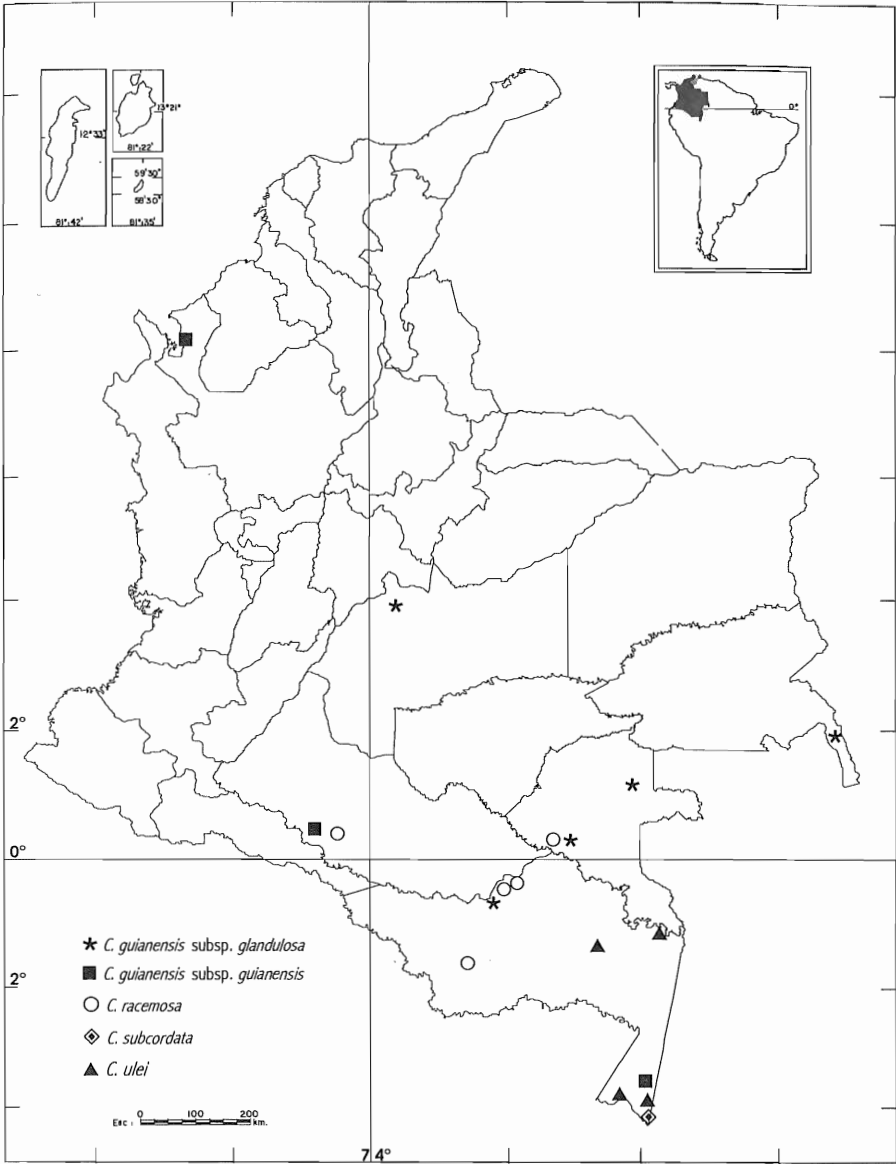 13°21'
12°33'
81°22'
59'30"
58'30"
81°42'
81°35'
0°
2°
0°
2°
★ C. guianensis subsp. glandulosa
■ C. guianensis subsp. guianensis
○ C. racemosa
◈ C. subcordata
▲ C. ulei
Esc: 0 100 200 km.
74°